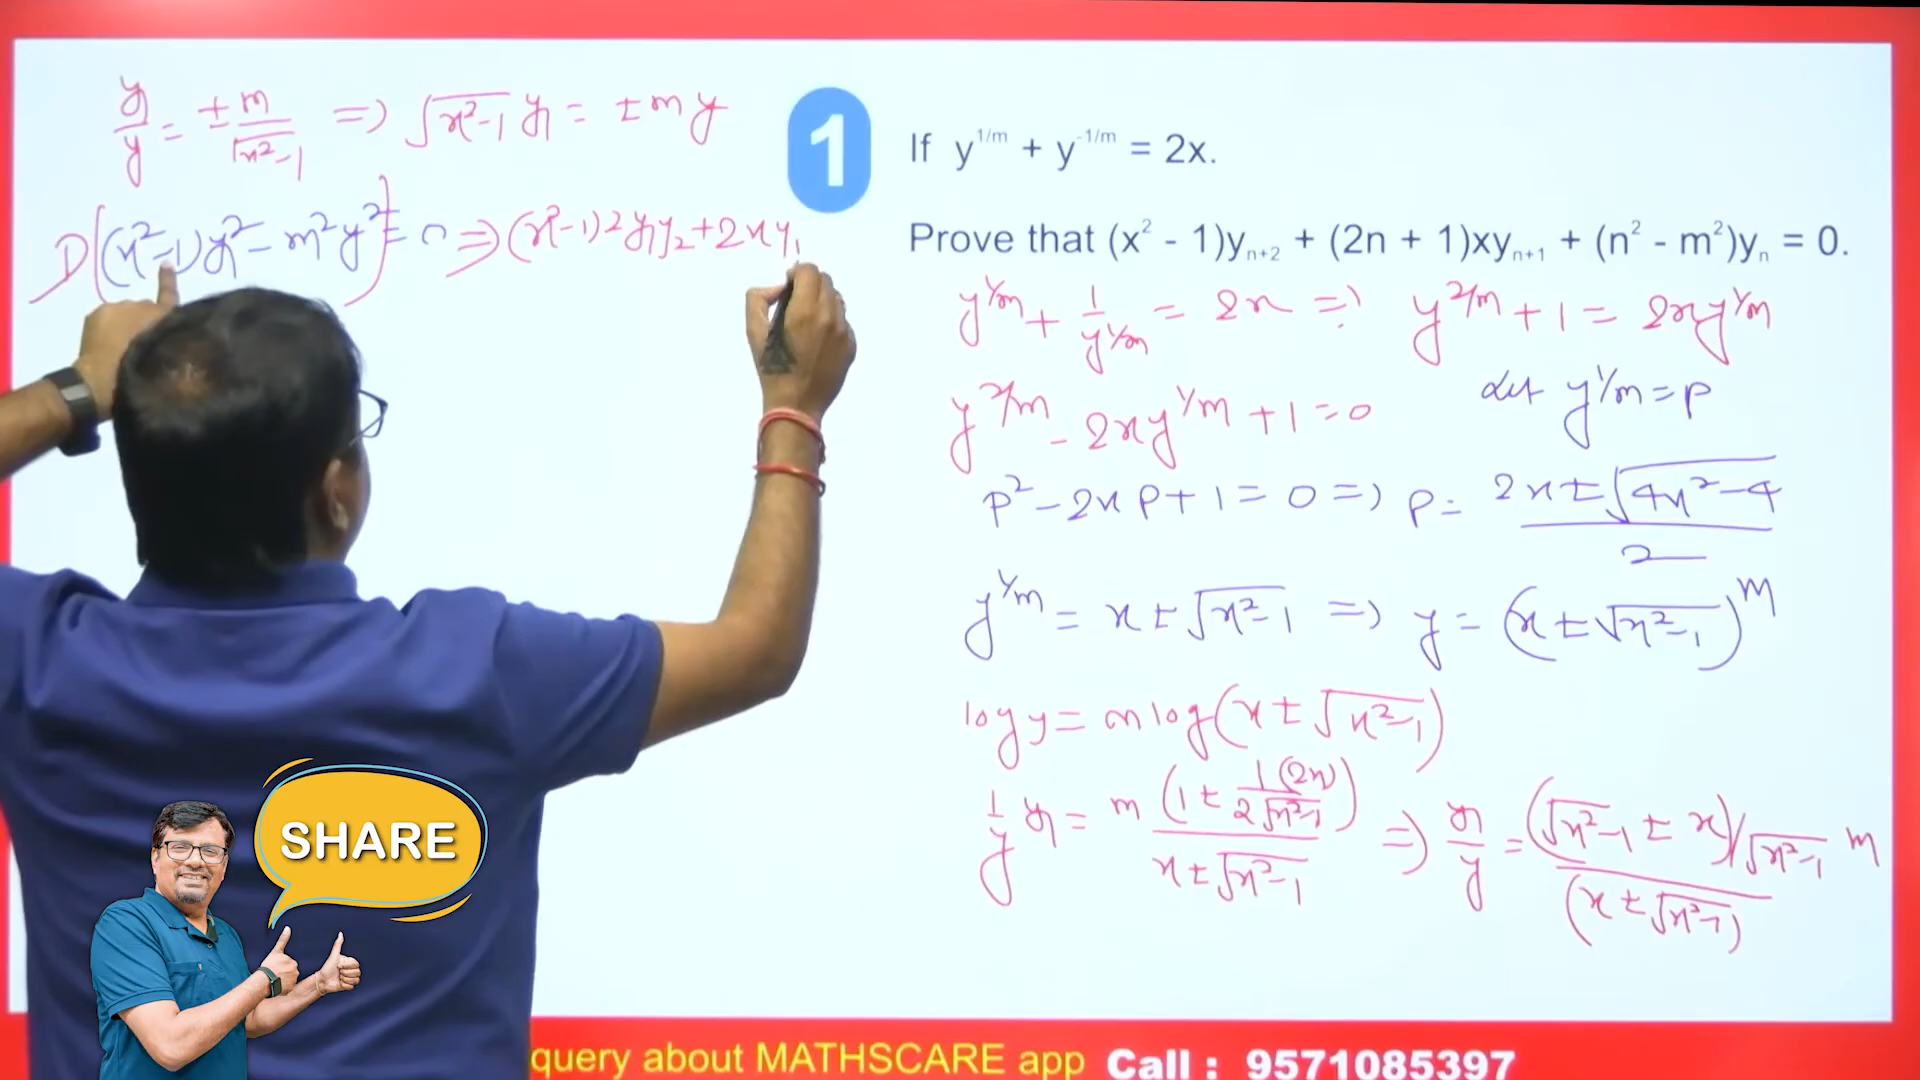 y₁/y = ± m/√x²-1 => √x²-1 y₁ = ± m y
D[(x²-1)y₁² - m²y²] = 0 => (x²-1) 2y₁y₂ + 2x y₁
1
If y^1/m + y^-1/m = 2x.
Prove that (x² - 1)yₙ₊₂ + (2n + 1)xyₙ₊₁ + (n² - m²)yₙ = 0.
y^1/m + 1/y^1/m = 2x => y^2/m + 1 = 2xy^1/m
y^2/m - 2xy^1/m + 1 = 0 Let y^1/m = p
p² - 2xp + 1 = 0 => p = 2x ± √4x²-4 / 2
y^1/m = x ± √x²-1 => y = (x ± √x²-1)^m
log y = m log(x ± √x²-1)
1/y y₁ = m (1 ± 1(2x)/2√x²-1) / x ± √x²-1 => y₁/y = (√x²-1 ± x)/√x²-1 m / (x ± √x²-1)
SHARE
query about MATHSCARE app Call : 9571085397